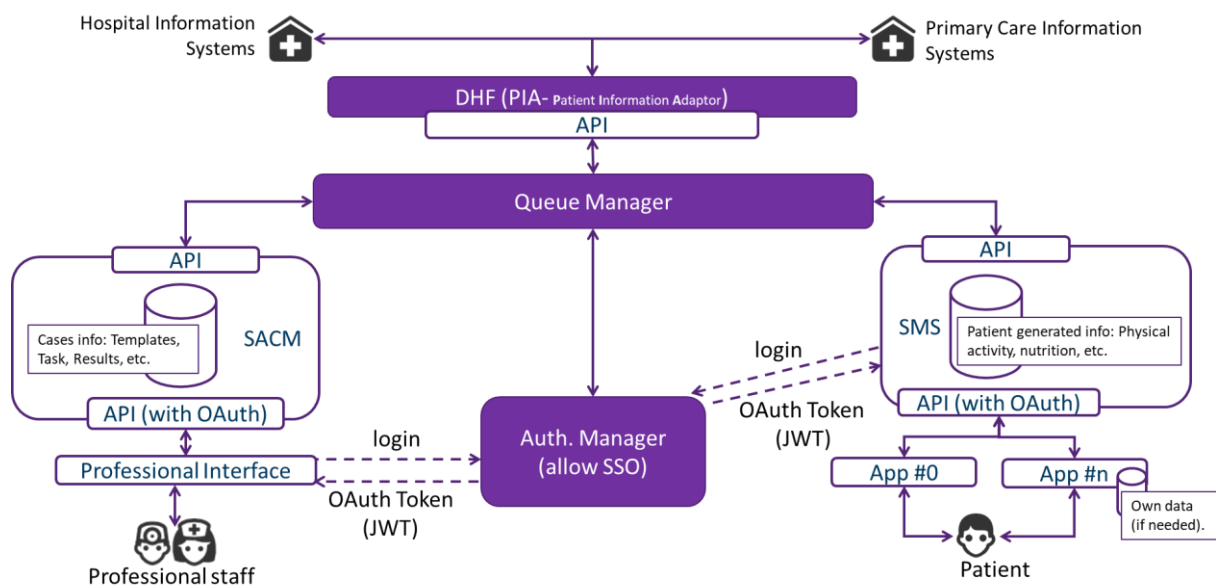 Hospital Information
Systems
Primary Care Information
Systems
DHF (PIA- Patient Information Adaptor)
API
Queue Manager
API
SACM
Cases info: Templates,
Task, Results, etc.
API (with OAuth)
Professional Interface
Professional staff
login
OAuth Token
(JWT)
Auth. Manager
(allow SSO)
login
OAuth Token
(JWT)
API
SMS
Patient generated info: Physical
activity, nutrition, etc.
API (with OAuth)
App #0
App #n
Own data
(if needed).
Patient